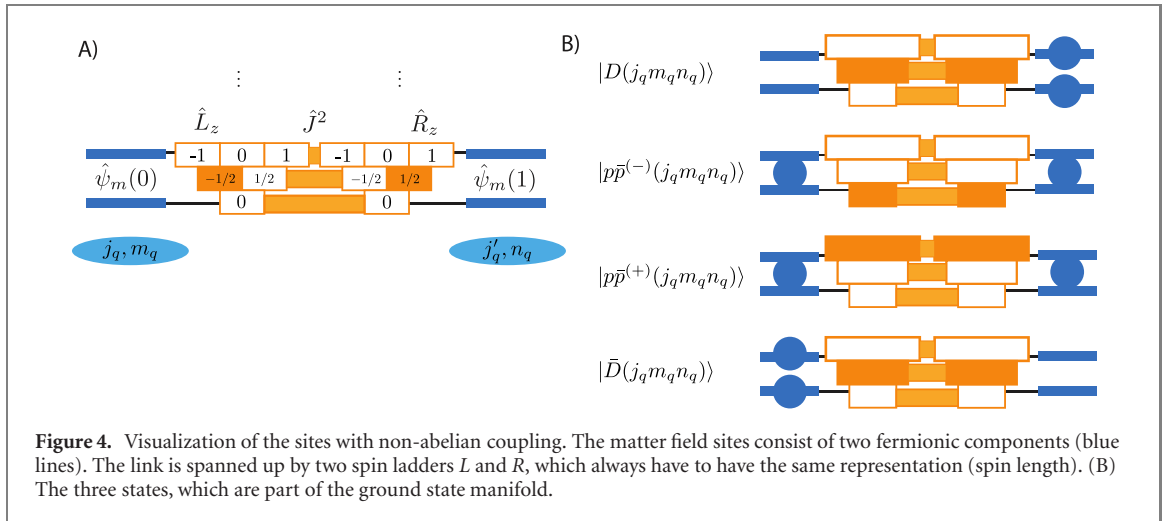 A)
⋮ ⋮
L̂_z Ĵ² R̂_z
-1 0 1 -1 0 1
ψ̂_m(0) −1/2 1/2 −1/2 1/2 ψ̂_m(1)
0 0
j_q, m_q j′_q, n_q
B)
|D(j_q m_q n_q)⟩
|pp̄^(−)(j_q m_q n_q)⟩
|pp̄^(+)(j_q m_q n_q)⟩
|D̄(j_q m_q n_q)⟩
Figure 4. Visualization of the sites with non-abelian coupling. The matter field sites consist of two fermionic components (blue
lines). The link is spanned up by two spin ladders L and R, which always have to have the same representation (spin length). (B)
The three states, which are part of the ground state manifold.